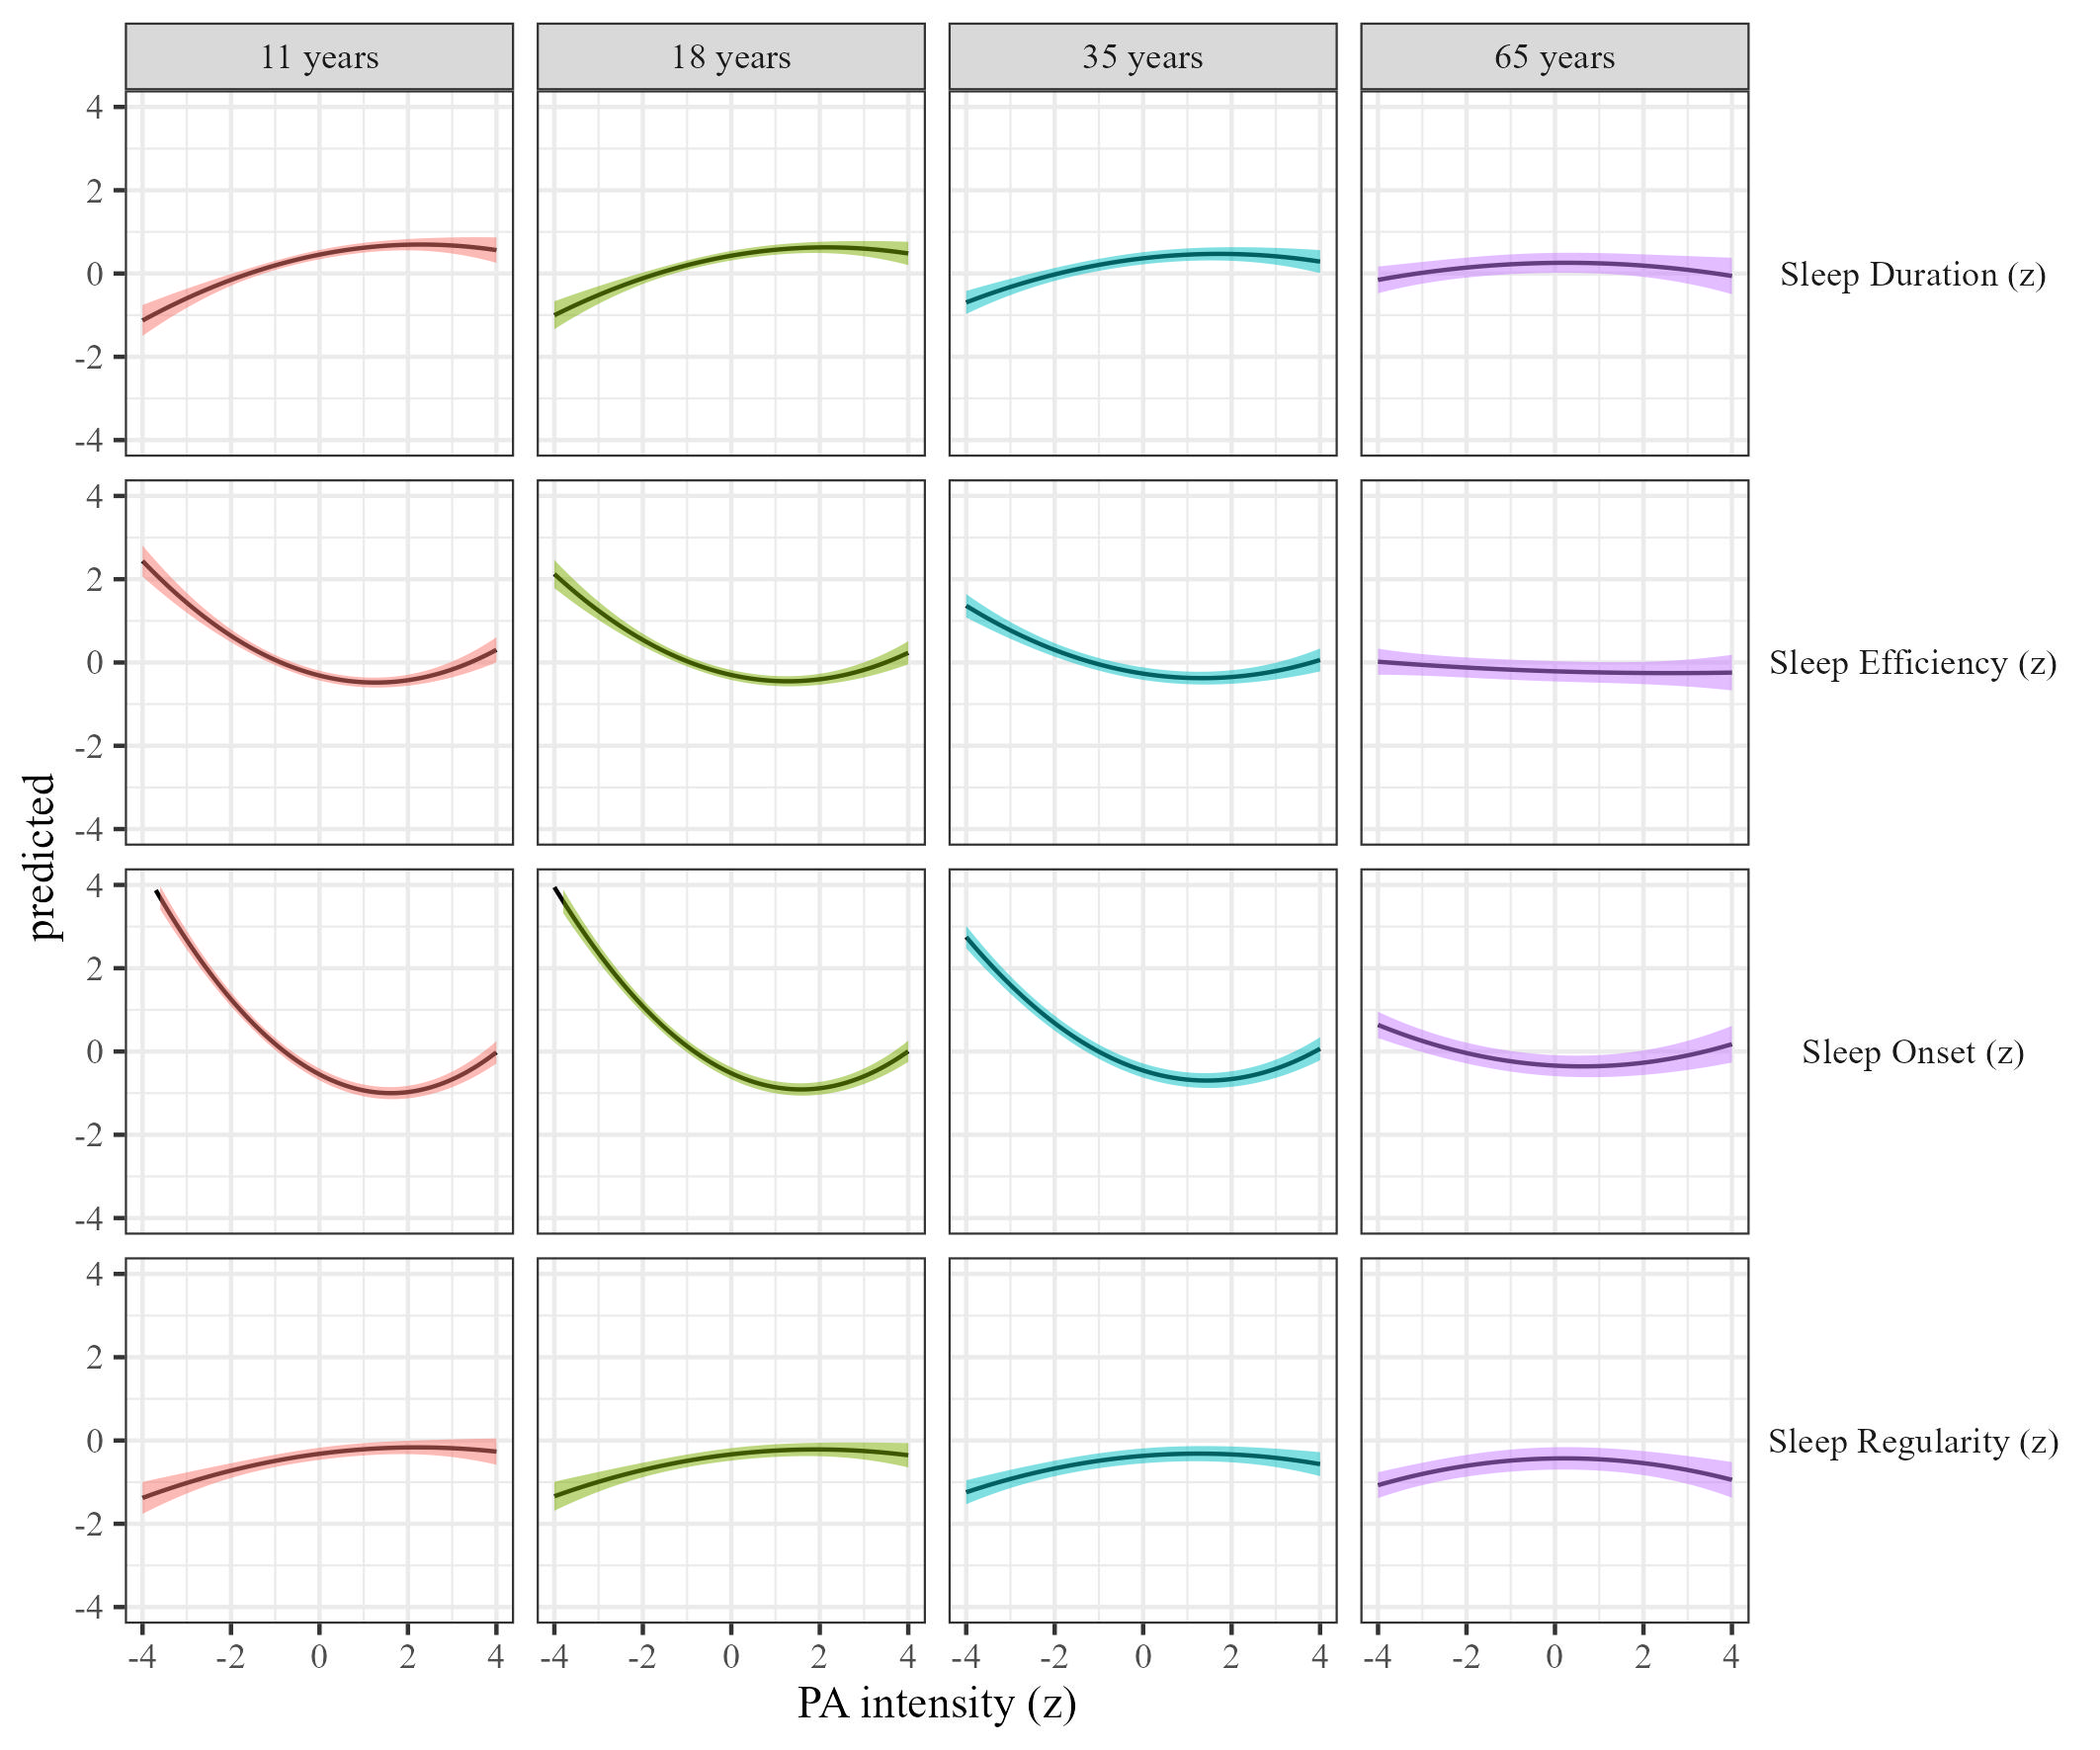 11 years 18 years 35 years 65 years
4
2
0
-2
-4
Sleep Duration (z)
4
2
0
-2
-4
Sleep Efficiency (z)
predicted
4
2
0
-2
-4
Sleep Onset (z)
4
2
0
-2
-4
Sleep Regularity (z)
-4 -2 0 2 4 -4 -2 0 2 4 -4 -2 0 2 4 -4 -2 0 2 4
PA intensity (z)